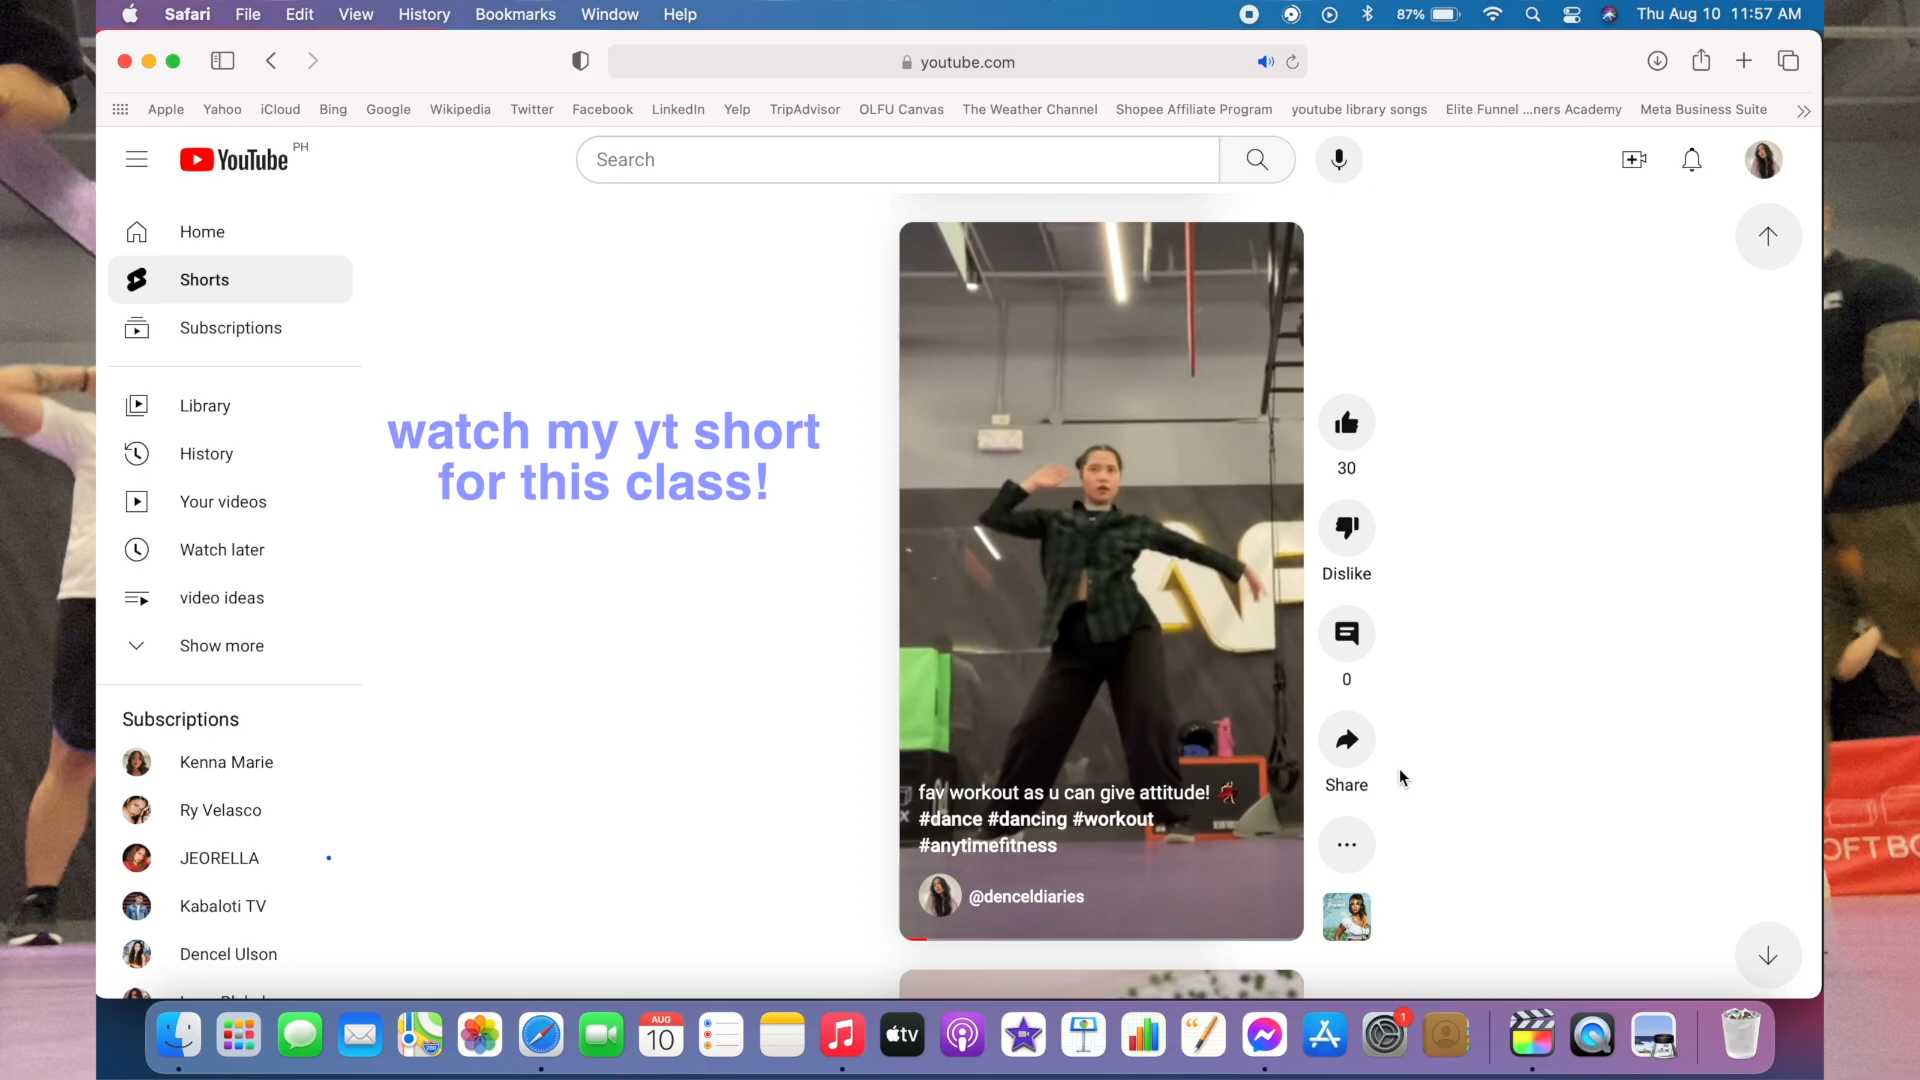 Safari File Edit View History Bookmarks Window Help
87% Thu Aug 10 11:57 AM
youtube.com
Apple Yahoo iCloud Bing Google Wikipedia Twitter Facebook LinkedIn Yelp TripAdvisor OLFU Canvas The Weather Channel Shopee Affiliate Program youtube library songs Elite Funnel ...ners Academy Meta Business Suite
YouTube PH
Search
Home
Shorts
Subscriptions
Library
History
Your videos
Watch later
video ideas
Show more
Subscriptions
Kenna Marie
Ry Velasco
JEORELLA
Kabaloti TV
Dencel Ulson
watch my yt short
for this class!
fav workout as u can give attitude! 💃
#dance #dancing #workout
#anytimefitness
@denceldiaries
30
Dislike
0
Share
OFT BO
AUG
10
tv
1